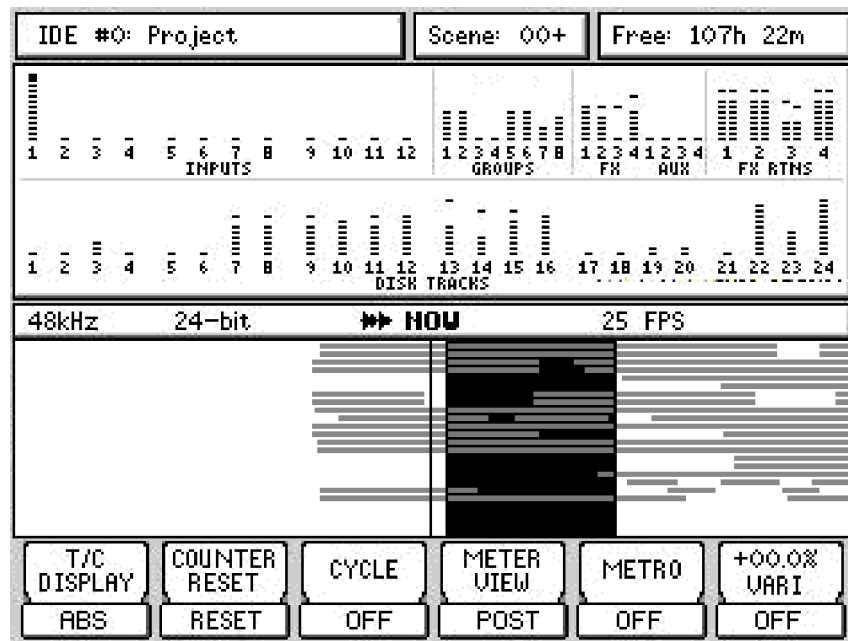 IDE #0: Project
Scene: 00+
Free: 107h 22m
1 2 3 4 5 6 7 8 9 10 11 12 1 2 3 4 5 6 7 8 1 2 3 4 1 2 3 4 1 2 3 4
INPUTS GROUPS FX AUX FX RTNS
1 2 3 4 5 6 7 8 9 10 11 12 13 14 15 16 17 18 19 20 21 22 23 24
DISK TRACKS
48kHz 24-bit NOW 25 FPS
T/C DISPLAY
ABS
COUNTER RESET
RESET
CYCLE
OFF
METER VIEW
POST
METRO
OFF
+00.0% VARI
OFF